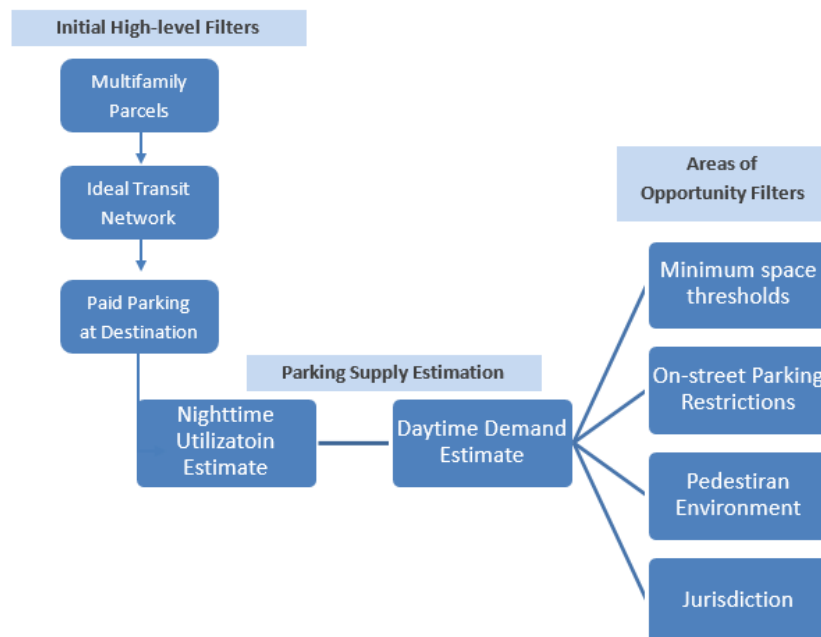 Initial High-level Filters
Multifamily
Parcels
Ideal Transit
Network
Paid Parking
at Destination
Parking Supply Estimation
Nighttime
Utilizatoin
Estimate
Daytime Demand
Estimate
Areas of
Opportunity Filters
Minimum space
thresholds
On-street Parking
Restrictions
Pedestiran
Environment
Jurisdiction